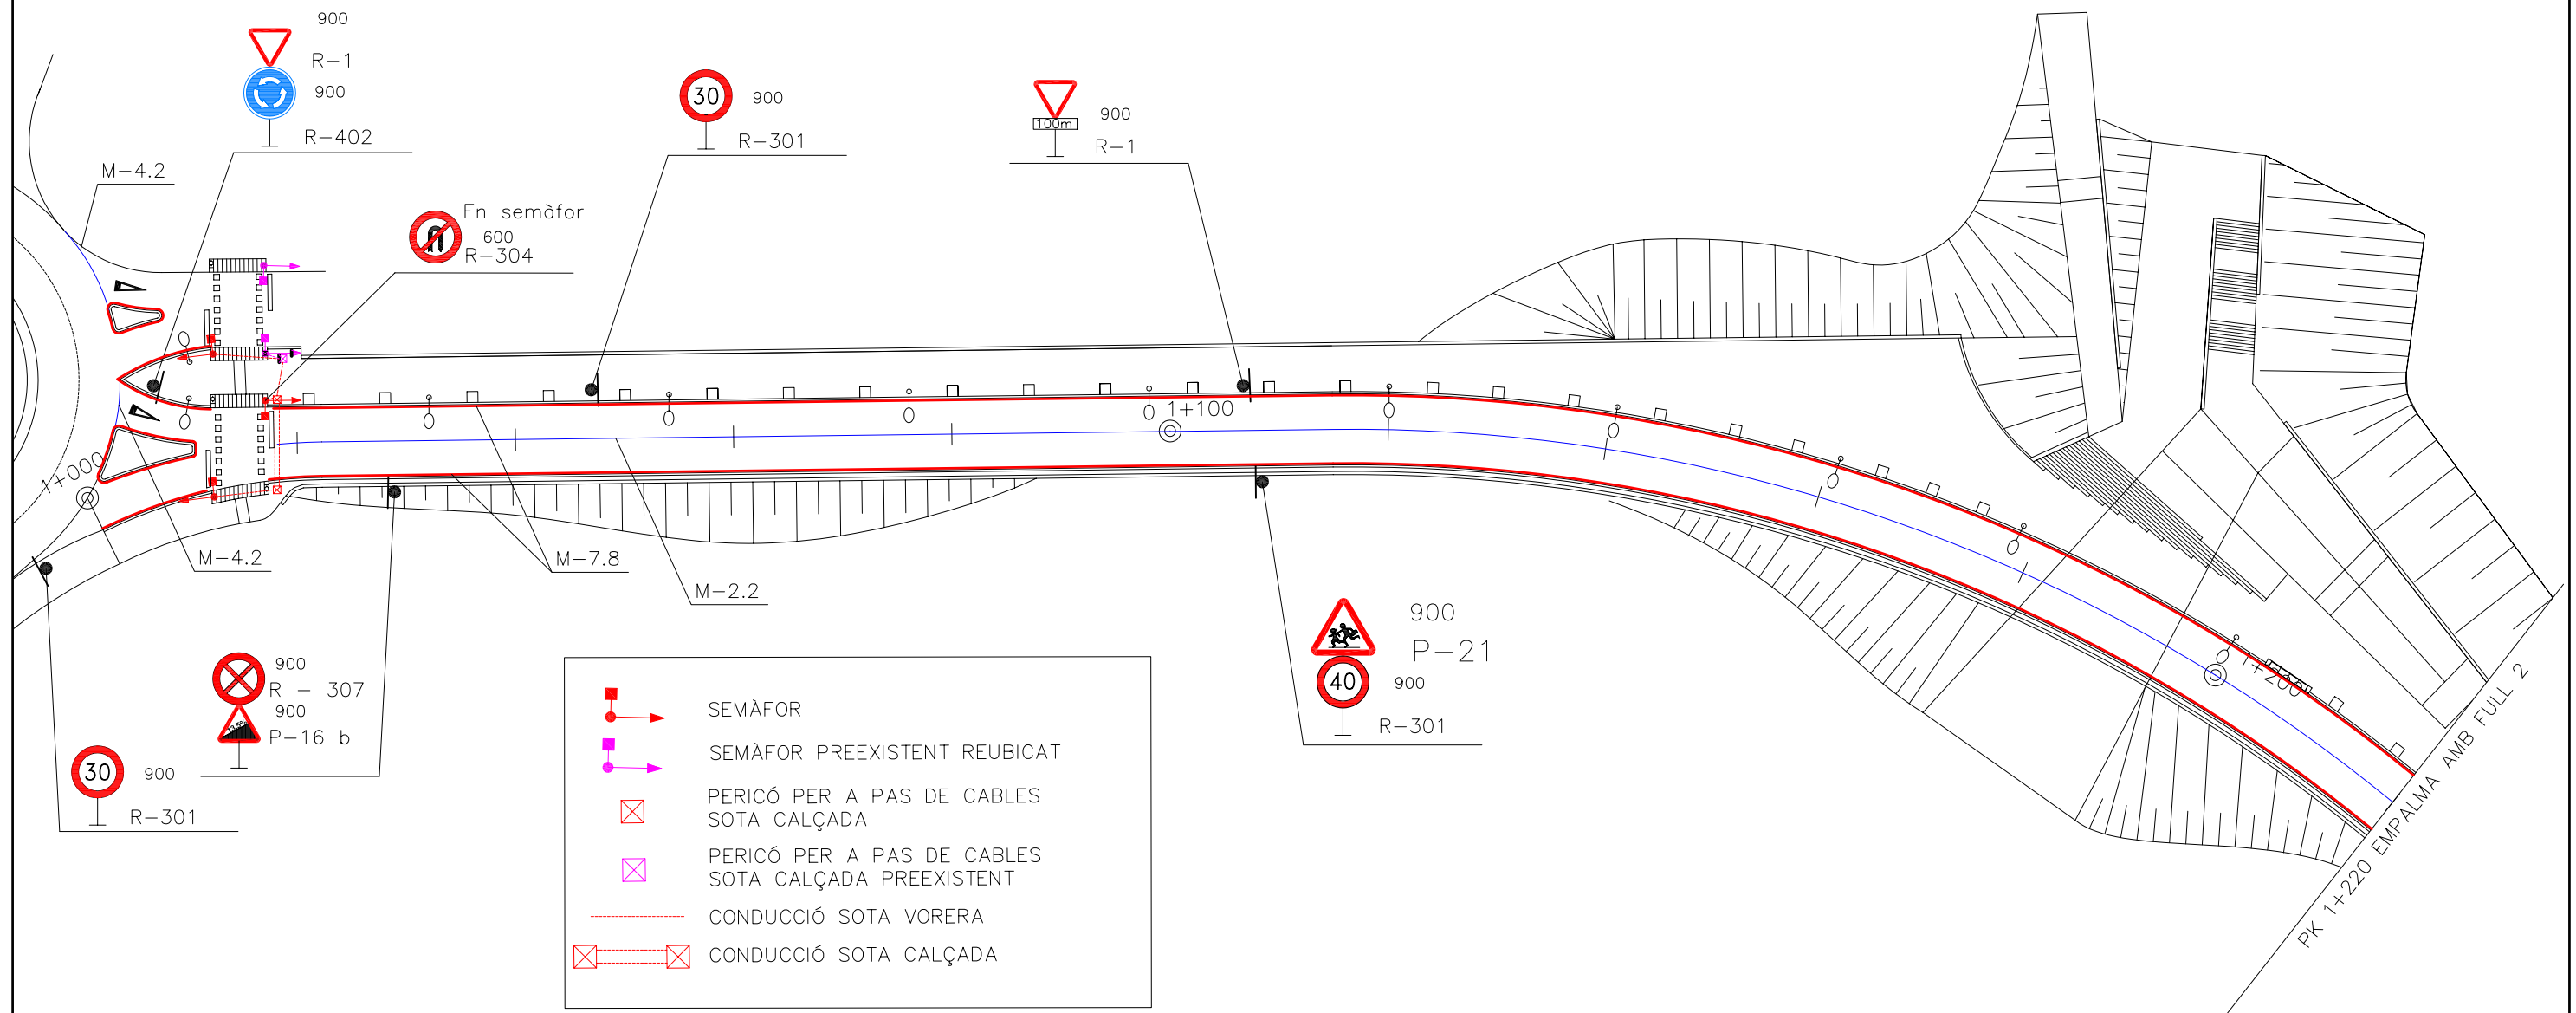 900
R-1
900
R-402
M-4.2
30
900
R-301
100m
900
R-1
En semàfor
600
R-304
1+100
1+000
M-4.2
M-7.8
M-2.2
900
R - 307
900
P-16 b
30
900
R-301
900
P-21
40
900
R-301
1+200
PK 1+220 EMPALMA AMB FULL 2
SEMÀFOR
SEMÀFOR PREEXISTENT REUBICAT
PERICÓ PER A PAS DE CABLES
SOTA CALÇADA
PERICÓ PER A PAS DE CABLES
SOTA CALÇADA PREEXISTENT
CONDUCCIÓ SOTA VORERA
CONDUCCIÓ SOTA CALÇADA